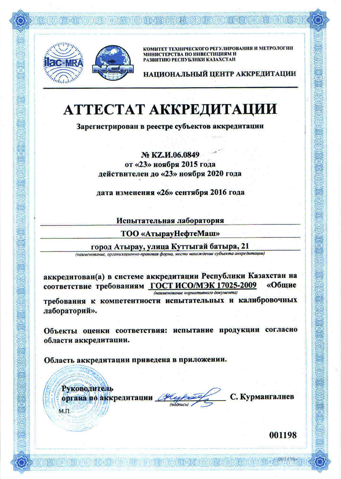 ilac-MRA
КОМИТЕТ ТЕХНИЧЕСКОГО РЕГУЛИРОВАНИЯ И МЕТРОЛОГИИ
МИНИСТЕРСТВА ПО ИНВЕСТИЦИЯМ И
РАЗВИТИЮ РЕСПУБЛИКИ КАЗАХСТАН
НАЦИОНАЛЬНЫЙ ЦЕНТР АККРЕДИТАЦИИ
АТТЕСТАТ АККРЕДИТАЦИИ
Зарегистрирован в реестре субъектов аккредитации
№ KZ.И.06.0849
от «23» ноября 2015 года
действителен до «23» ноября 2020 года
дата изменения «26» сентября 2016 года
Испытательная лаборатория
ТОО «АтырауНефтеМаш»
город Атырау, улица Куттыгай батыра, 21
(наименование, организационно-правовая форма, место нахождение субъекта аккредитации)
аккредитован(а) в системе аккредитации Республики Казахстан на
соответствие требованиям ГОСТ ИСО/МЭК 17025-2009 «Общие
(наименование нормативного документа)
требования к компетентности испытательных и калибровочных
лабораторий».
Объекты оценки соответствия: испытание продукции согласно
области аккредитации.
Область аккредитации приведена в приложении.
Руководитель
органа по аккредитации С. Курмангалиев
(подпись)
М.П.
001198